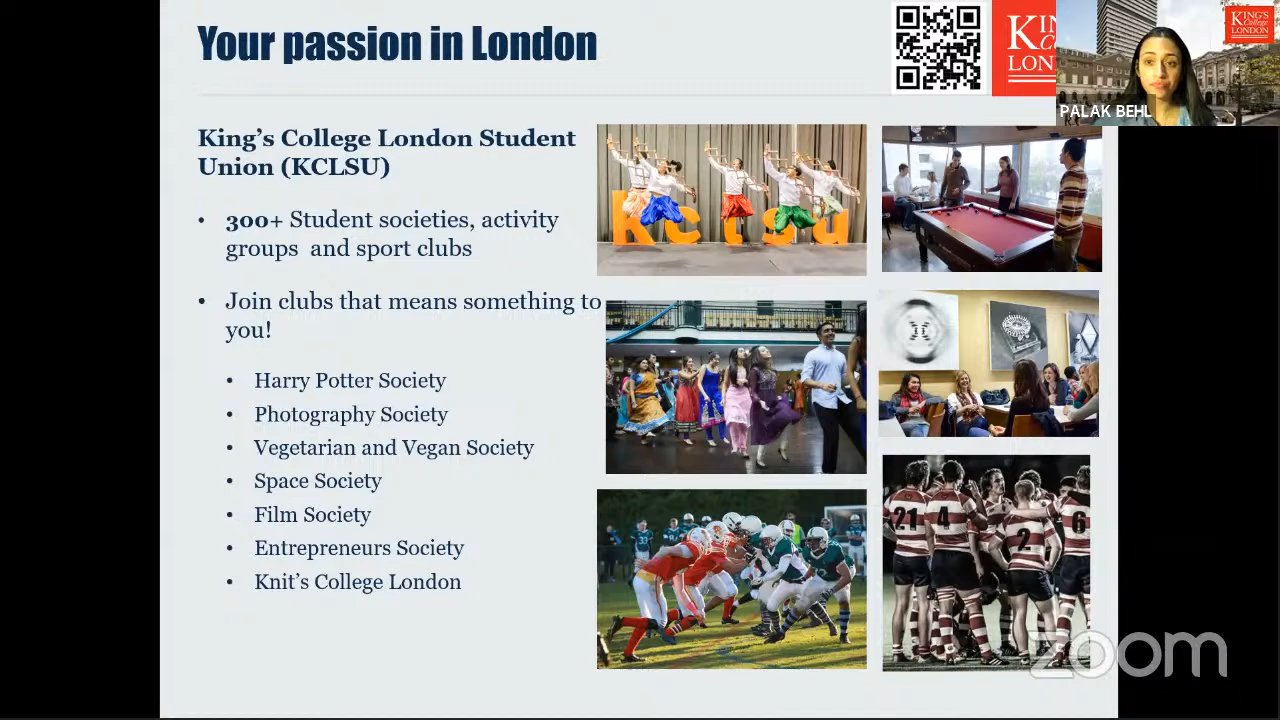 Your passion in London
KING'S
College
LONDON
KIN
LON
PALAK BEHL
King's College London Student
Union (KCLSU)
• 300+ Student societies, activity
groups and sport clubs
• Join clubs that means something to
you!
• Harry Potter Society
• Photography Society
• Vegetarian and Vegan Society
• Space Society
• Film Society
• Entrepreneurs Society
• Knit's College London
kclsu
21
4
2
6
zoom